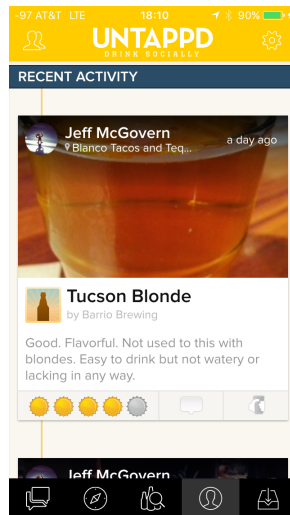 -97 AT&T LTE 18:10 90%
UNTAPPD
DRINK SOCIALLY
RECENT ACTIVITY
Jeff McGovern
a day ago
Blanco Tacos and Teq...
Tucson Blonde
by Barrio Brewing
Good. Flavorful. Not used to this with
blondes. Easy to drink but not watery or
lacking in any way.
Jeff McGovern